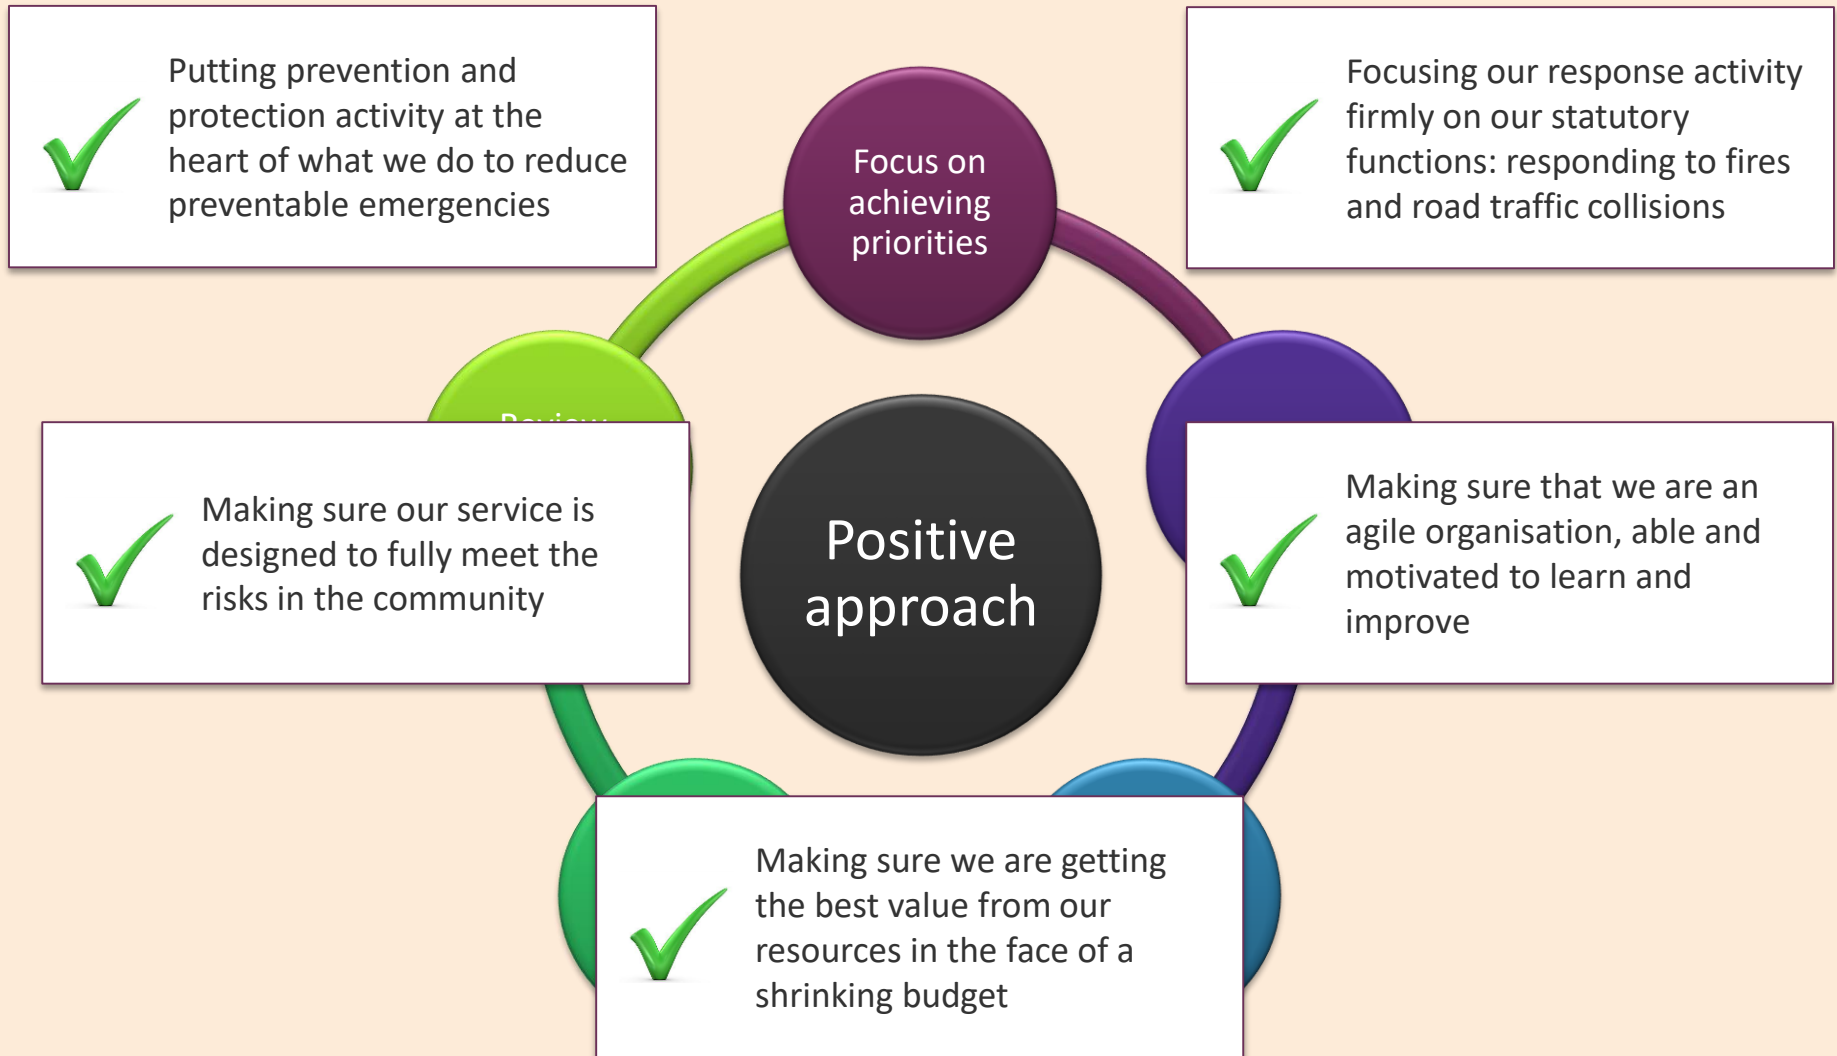 Putting prevention and
protection activity at the
heart of what we do to reduce
preventable emergencies
Focus on
achieving
priorities
Focusing our response activity
firmly on our statutory
functions: responding to fires
and road traffic collisions
Review
Making sure our service is
designed to fully meet the
risks in the community
Positive
approach
Making sure that we are an
agile organisation, able and
motivated to learn and
improve
Making sure we are getting
the best value from our
resources in the face of a
shrinking budget